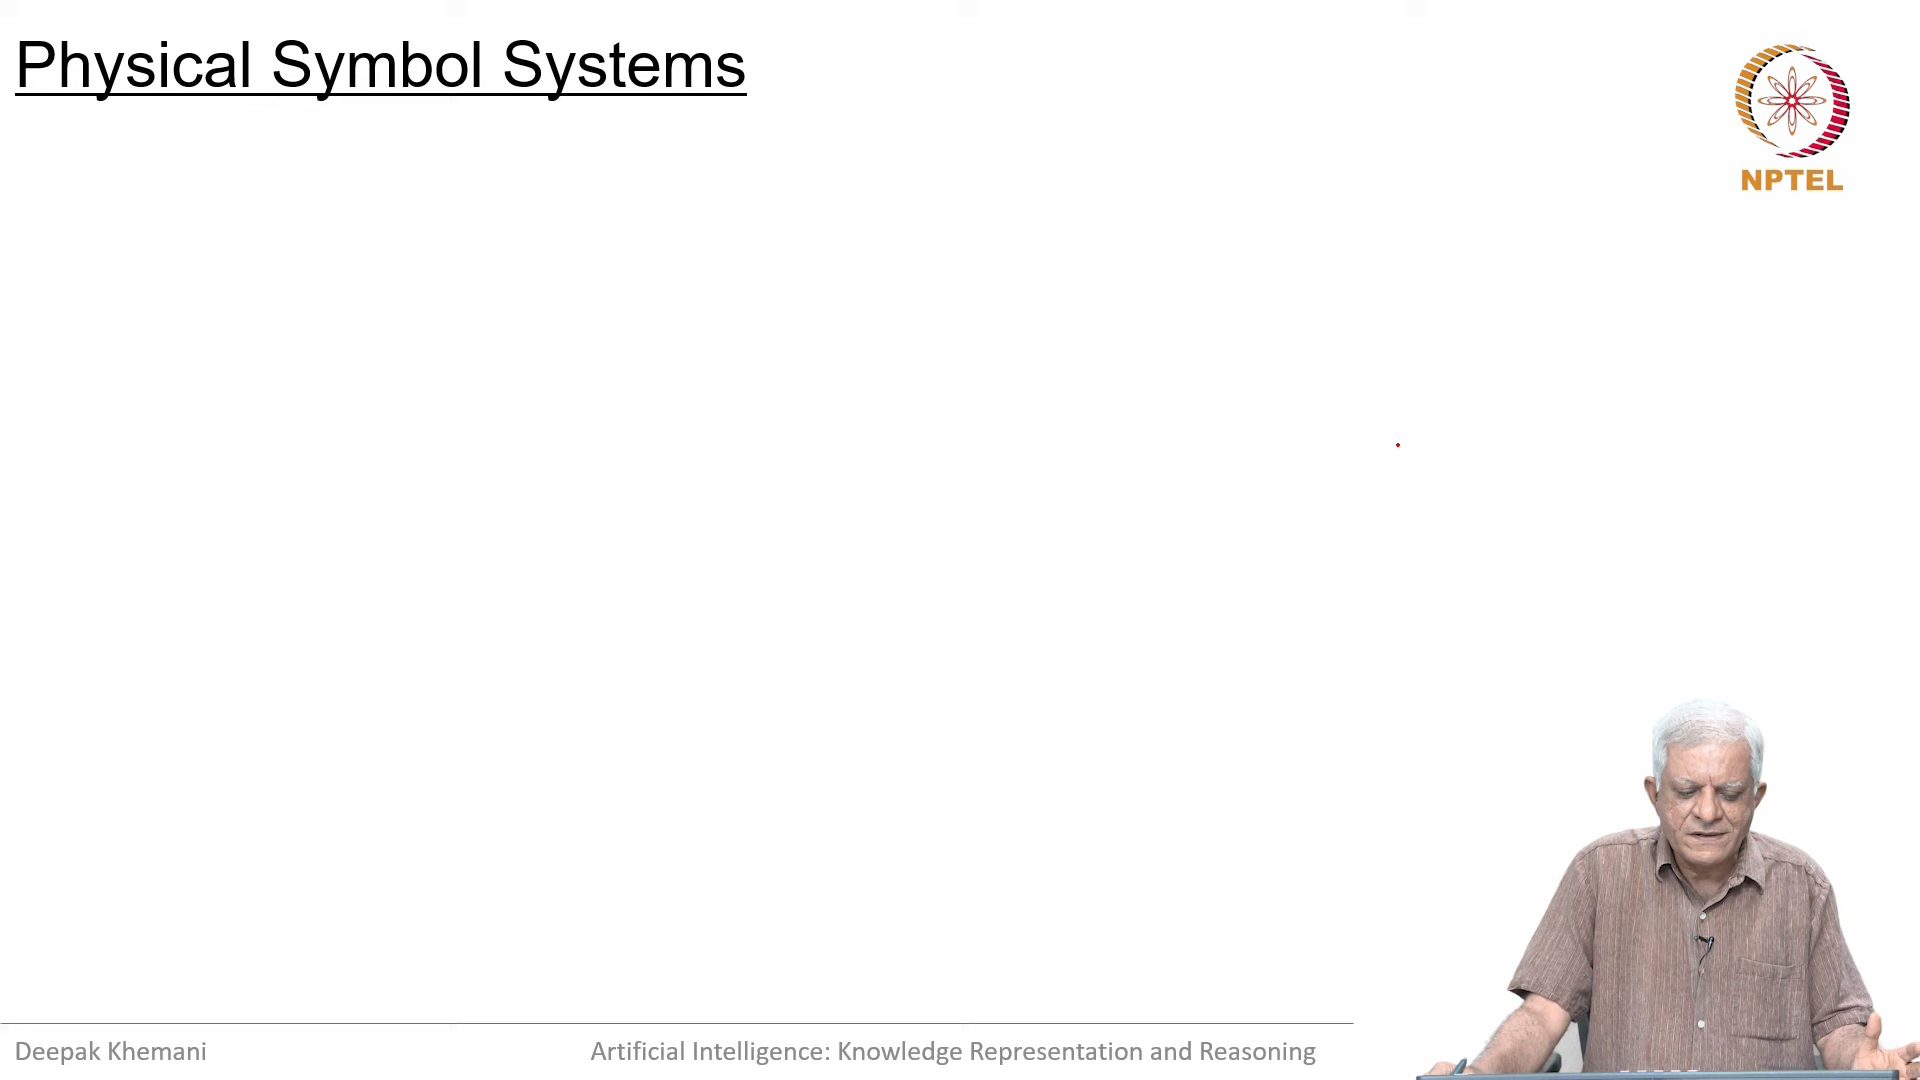 Physical Symbol Systems
NPTEL
Deepak Khemani
Artificial Intelligence: Knowledge Representation and Reasoning